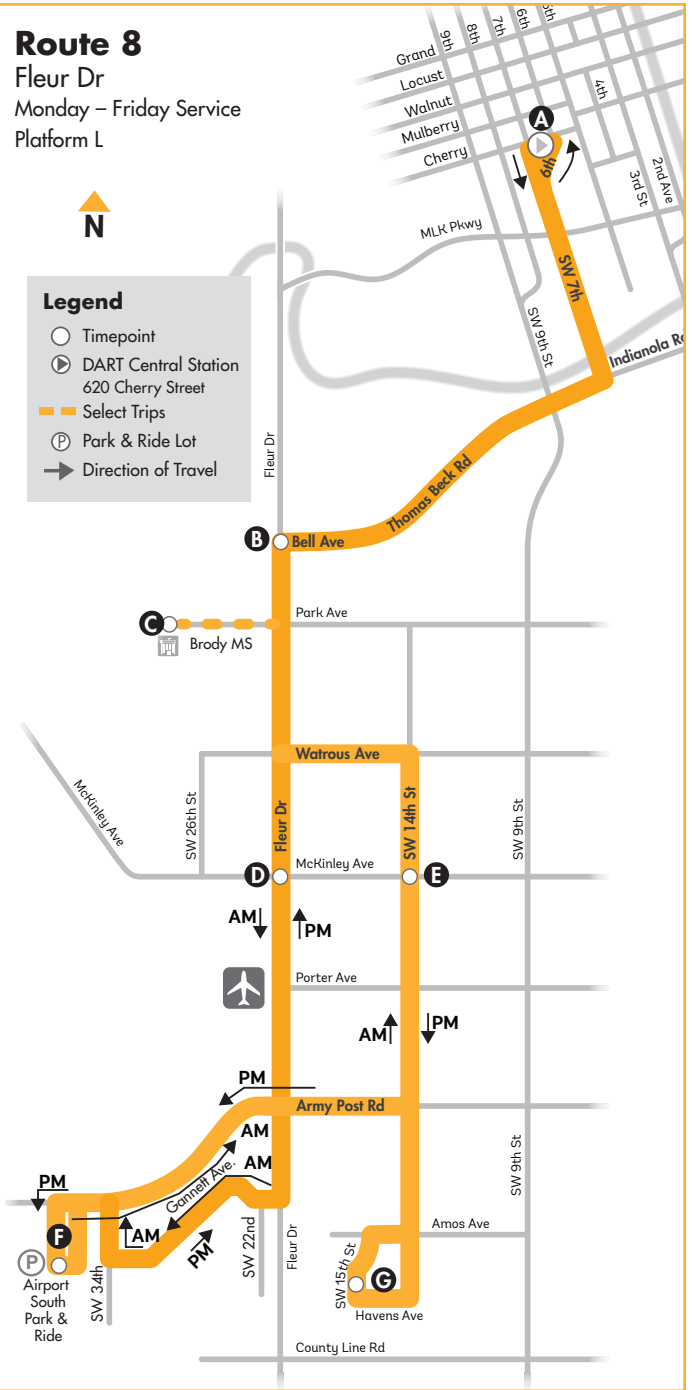 Route 8
Fleur Dr
Monday – Friday Service
Platform L
N
Legend
Timepoint
DART Central Station
620 Cherry Street
Select Trips
P Park & Ride Lot
Direction of Travel
9th
8th
7th
6th
5th
Grand
Locust
Walnut
Mulberry
Cherry
4th
A
6th
3rd St
2nd Ave
MLK Pkwy
SW 7th
SW 9th St
Indianola Rd
Fleur Dr
Thomas Beck Rd
B
Bell Ave
C
Park Ave
Brody MS
Watrous Ave
McKinley Ave
SW 26th St
Fleur Dr
SW 14th St
SW 9th St
D
McKinley Ave
E
AM
PM
Porter Ave
AM
PM
PM
Army Post Rd
AM
AM
Gannett Ave.
PM
F
AM
PM
SW 22nd
Fleur Dr
SW 9th St
Amos Ave
P
Airport
South
Park &
Ride
SW 34th
SW 15th St
G
Havens Ave
County Line Rd